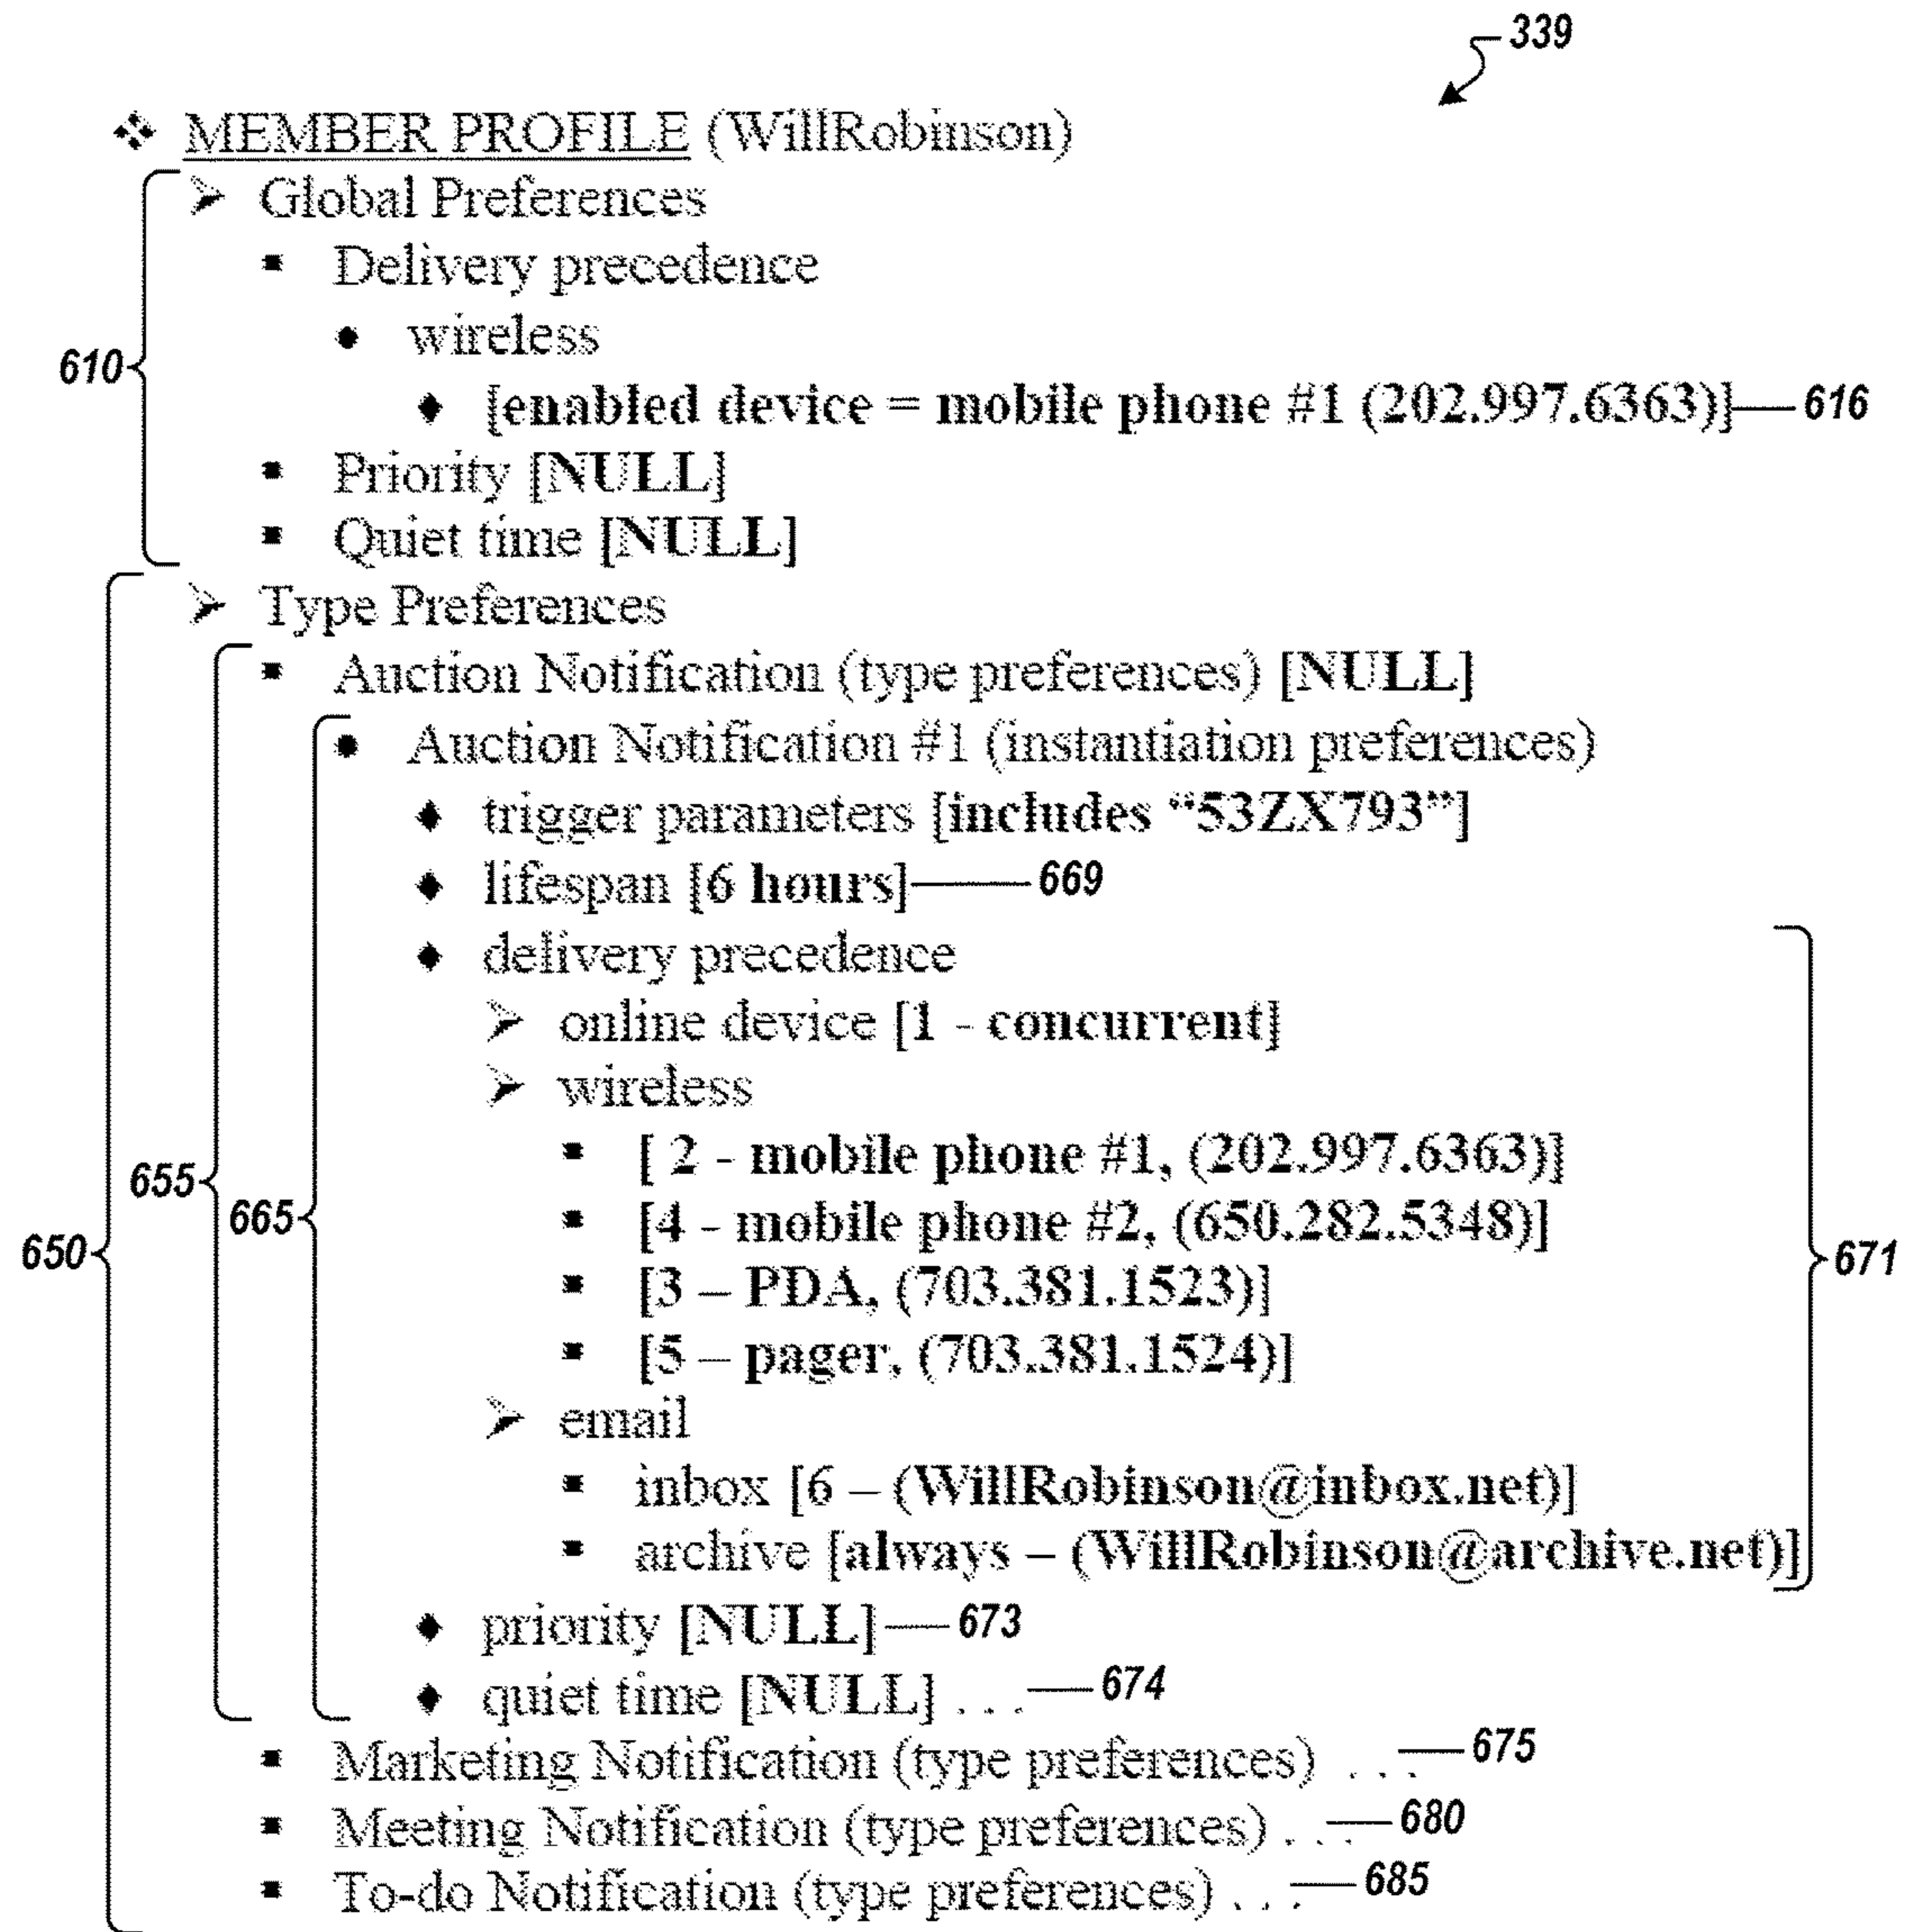 339
MEMBER PROFILE (WillRobinson)
Global Preferences
Delivery precedence
wireless
610
[enabled device = mobile phone #1 (202.997.6363)] 616
Priority [NULL]
Quiet time [NULL]
Type Preferences
Auction Notification (type preferences) [NULL]
Auction Notification #1 (instantiation preferences)
trigger parameters [includes “53ZX793”]
lifespan [6 hours] 669
delivery precedence
online device [1 - concurrent]
wireless
[ 2 - mobile phone #1, (202.997.6363)]
655
665
[4 - mobile phone #2, (650.282.5348)]
650
671
[3 – PDA, (703.381.1523)]
[5 – pager, (703.381.1524)]
email
inbox [6 – (WillRobinson@inbox.net)]
archive [always – (WillRobinson@archive.net)]
priority [NULL] 673
quiet time [NULL] . . . 674
Marketing Notification (type preferences) . . . 675
Meeting Notification (type preferences) . . . 680
To-do Notification (type preferences) . . . 685